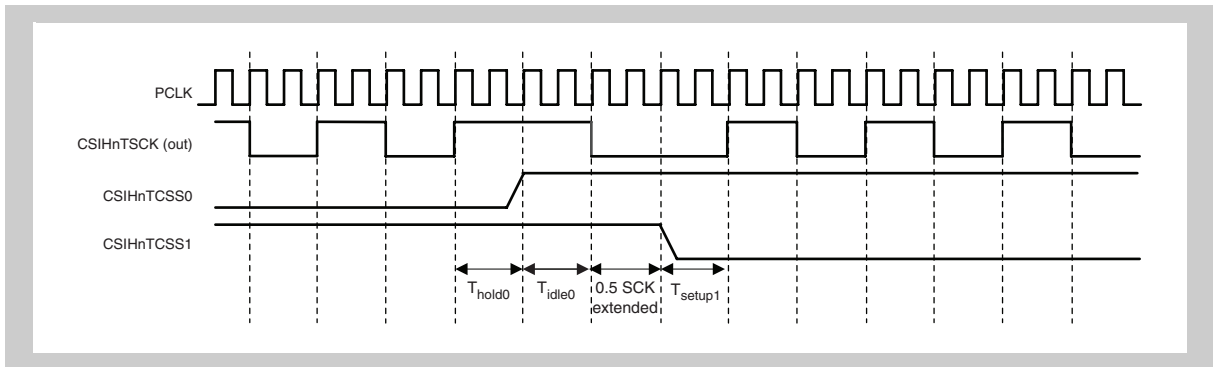 PCLK
CSIHnTSCK (out)
CSIHnTCSS0
CSIHnTCSS1
Thold0
Tidle0
0.5 SCK
extended
Tsetup1